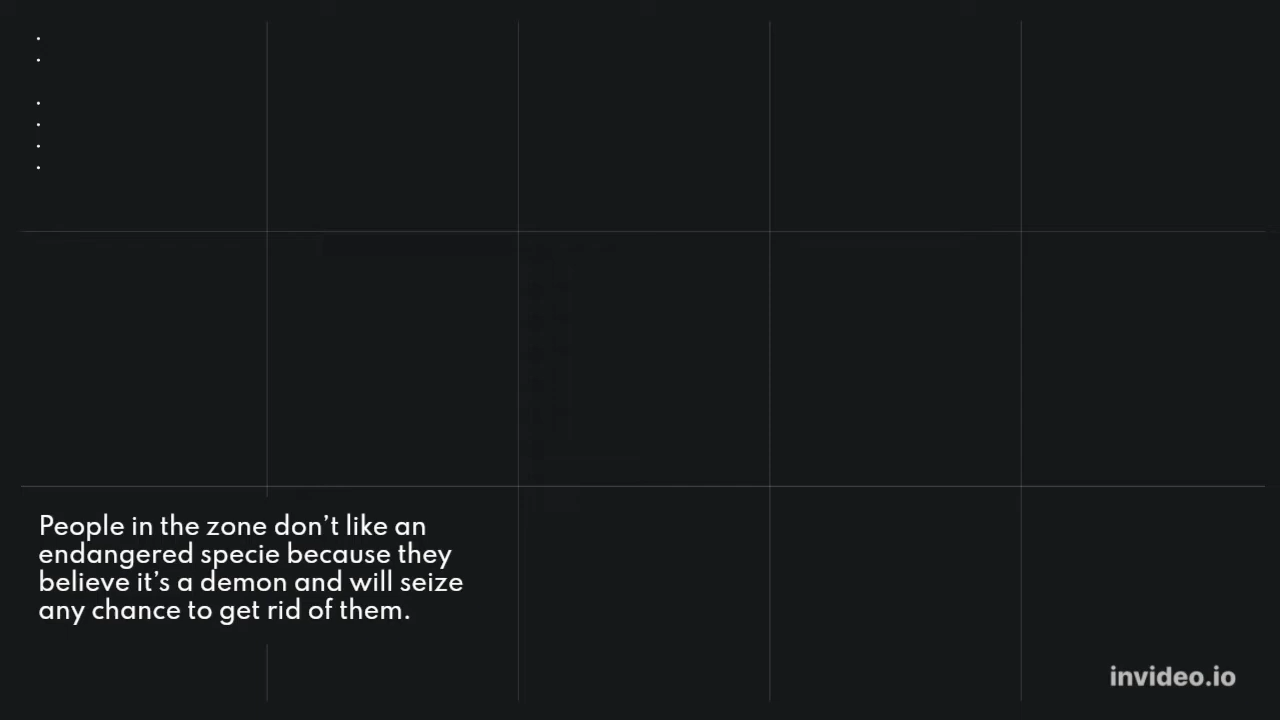 People in the zone don’t like an
endangered specie because they
believe it’s a demon and will seize
any chance to get rid of them.
invideo.io